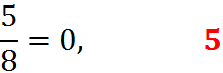 5/8 = 0, 5